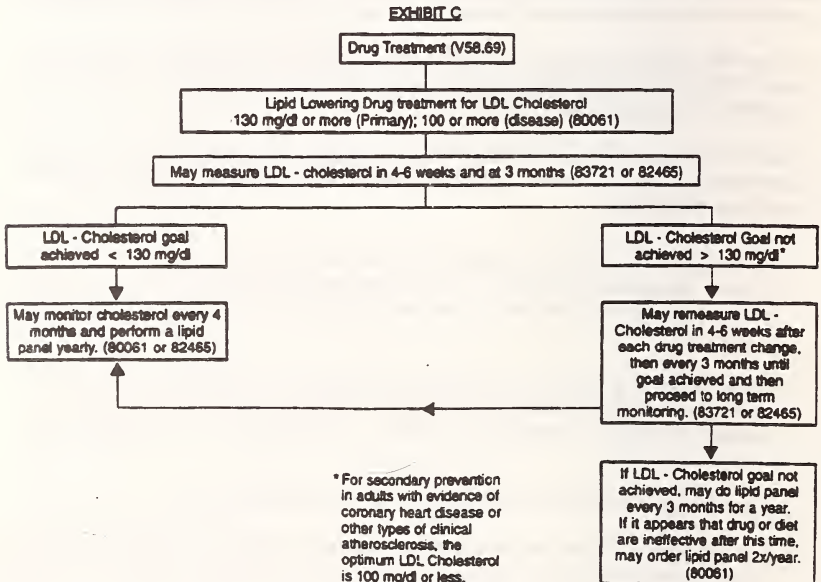 EXHIBIT C
Drug Treatment (V58.69)
Lipid Lowering Drug treatment for LDL Cholesterol
130 mg/dl or more (Primary); 100 or more (disease) (80061)
May measure LDL - cholesterol in 4-6 weeks and at 3 months (83721 or 82465)
LDL - Cholesterol goal
achieved < 130 mg/dl
LDL - Cholesterol Goal not
achieved > 130 mg/dl*
May monitor cholesterol every 4
months and perform a lipid
panel yearly. (80061 or 82465)
May remeasure LDL -
Cholesterol in 4-6 weeks after
each drug treatment change,
then every 3 months until
goal achieved and then
proceed to long term
monitoring. (83721 or 82465)
* For secondary prevention
in adults with evidence of
coronary heart disease or
other types of clinical
atherosclerosis, the
optimum LDL Cholesterol
is 100 mg/dl or less.
If LDL - Cholesterol goal not
achieved, may do lipid panel
every 3 months for a year.
If it appears that drug or diet
are ineffective after this time,
may order lipid panel 2x/year.
(80061)